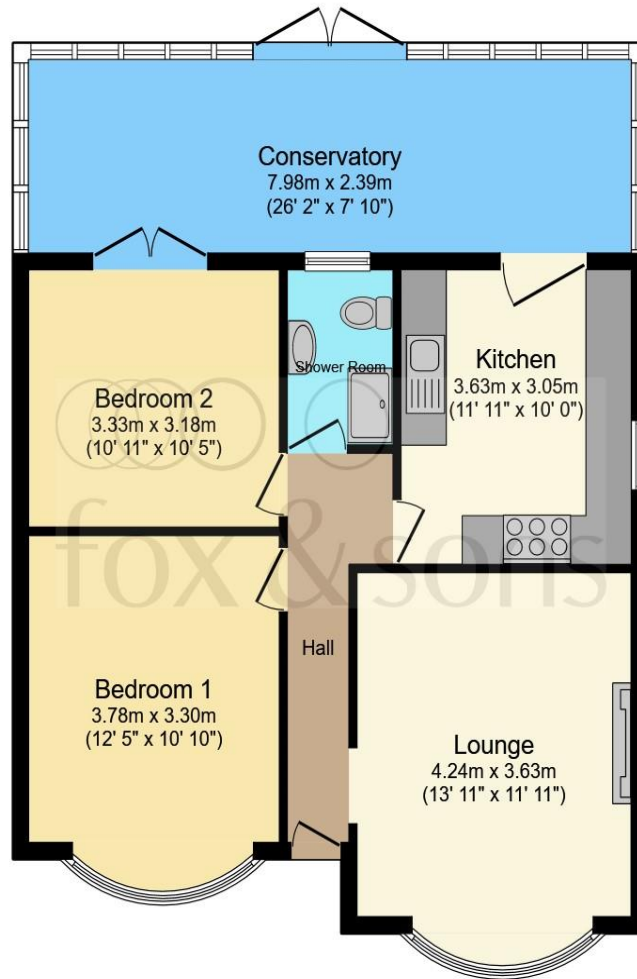 Conservatory
7.98m x 2.39m
(26' 2" x 7' 10")
Bedroom 2
3.33m x 3.18m
(10' 11" x 10' 5")
Shower Room
Kitchen
3.63m x 3.05m
(11' 11" x 10' 0")
fox & sons
Bedroom 1
3.78m x 3.30m
(12' 5" x 10' 10")
Hall
Lounge
4.24m x 3.63m
(13' 11" x 11' 11")